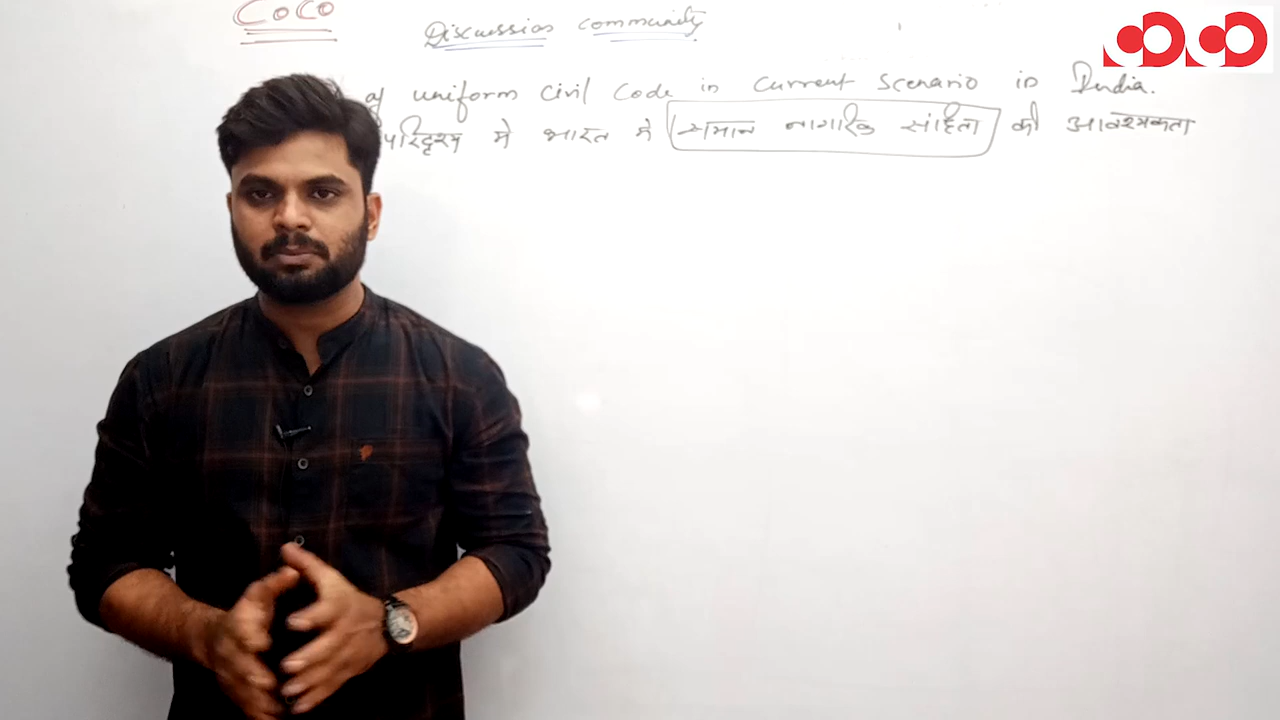 CoCo
Discussion community
of uniform Civil Code in Current Scenario in India.
परिदृश्य मे भारत मे समान नागरिक संहिता की आवश्यकता